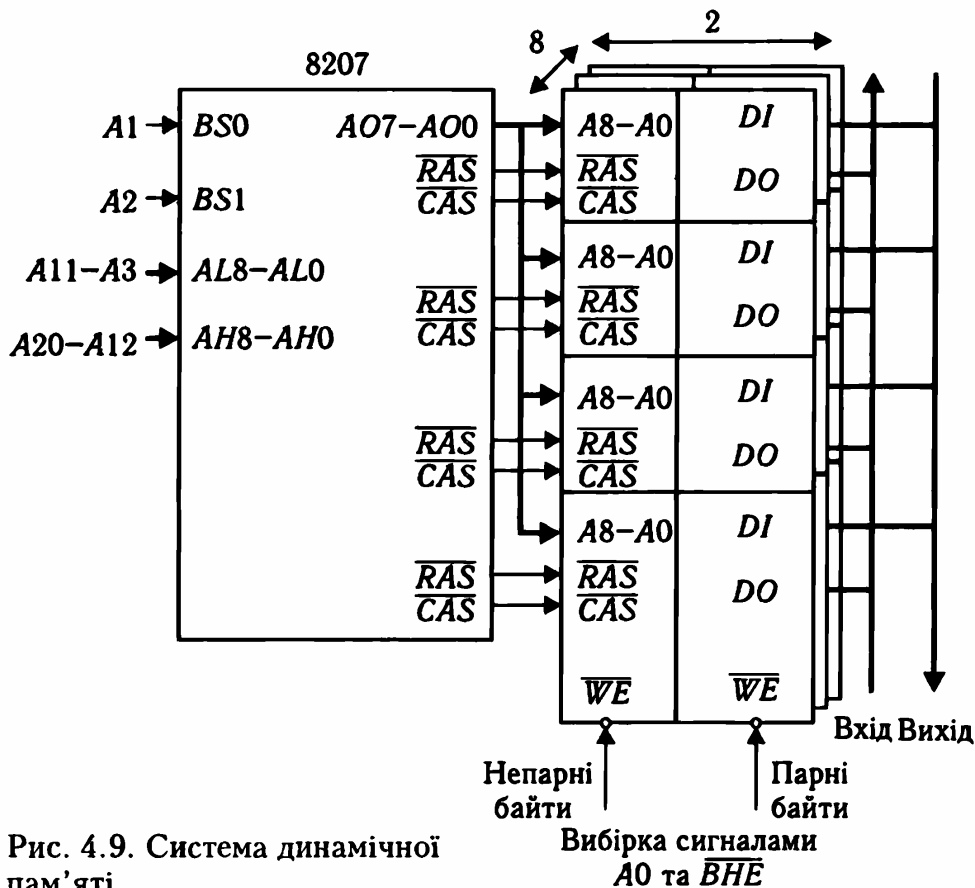 2
8
8207
A1 BS0 AO7-AO0 A8-A0 DI
RAS RAS
A2 BS1 CAS CAS DO
A11-A3 AL8-AL0 A8-A0 DI
RAS RAS
A20-A12 AH8-AH0 CAS CAS DO
A8-A0 DI
RAS RAS
CAS CAS DO
A8-A0 DI
RAS RAS
CAS CAS DO
WE WE
Вхід Вихід
Непарні Парні
байти байти
Вибірка сигналами
A0 та BHE
Рис. 4.9. Система динамічної
пам'яті